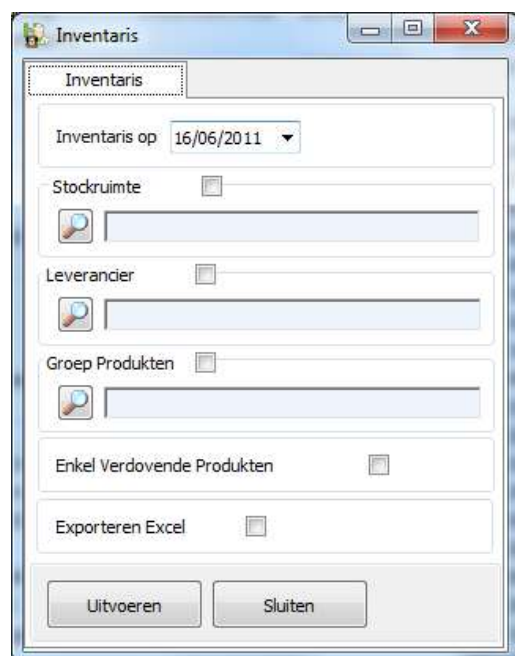 Inventaris
Inventaris
Inventaris op 16/06/2011
Stockruimte
Leverancier
Groep Produkten
Enkel Verdovende Produkten
Exporteren Excel
Uitvoeren Sluiten